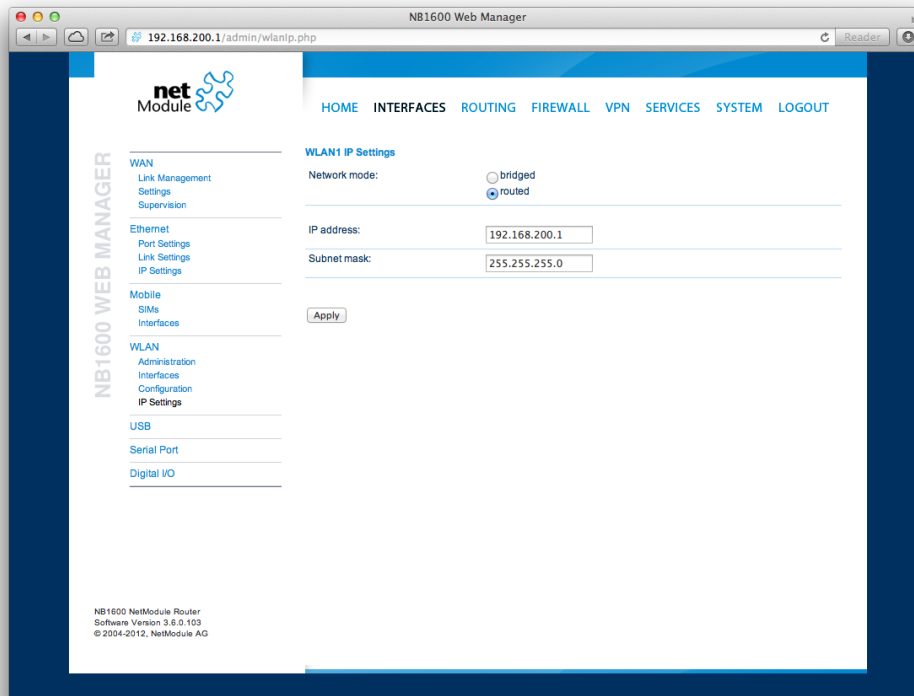 NB1600 Web Manager
192.168.200.1/admin/wlanIp.php
Reader
net
Module
HOME INTERFACES ROUTING FIREWALL VPN SERVICES SYSTEM LOGOUT
NB1600 WEB MANAGER
WAN
Link Management
Settings
Supervision
Ethernet
Port Settings
Link Settings
IP Settings
Mobile
SIMs
Interfaces
WLAN
Administration
Interfaces
Configuration
IP Settings
USB
Serial Port
Digital I/O
WLAN1 IP Settings
Network mode:
bridged
routed
IP address:
192.168.200.1
Subnet mask:
255.255.255.0
Apply
NB1600 NetModule Router
Software Version 3.6.0.103
© 2004-2012, NetModule AG